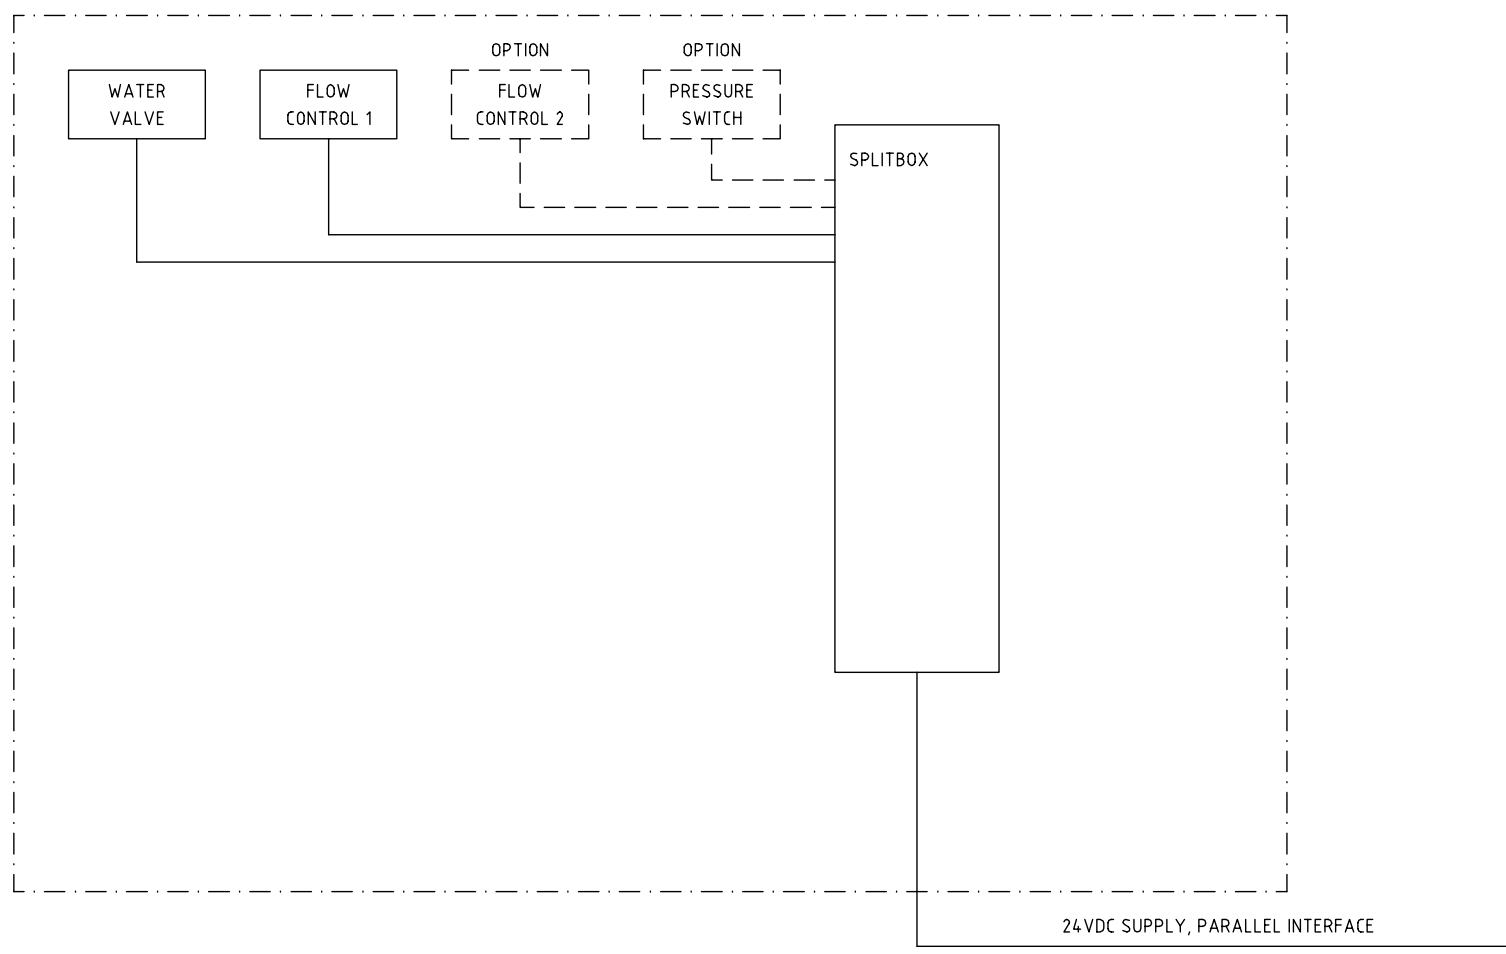 OPTION
OPTION
WATER
VALVE
FLOW
CONTROL 1
FLOW
CONTROL 2
PRESSURE
SWITCH
SPLITBOX
24VDC SUPPLY, PARALLEL INTERFACE